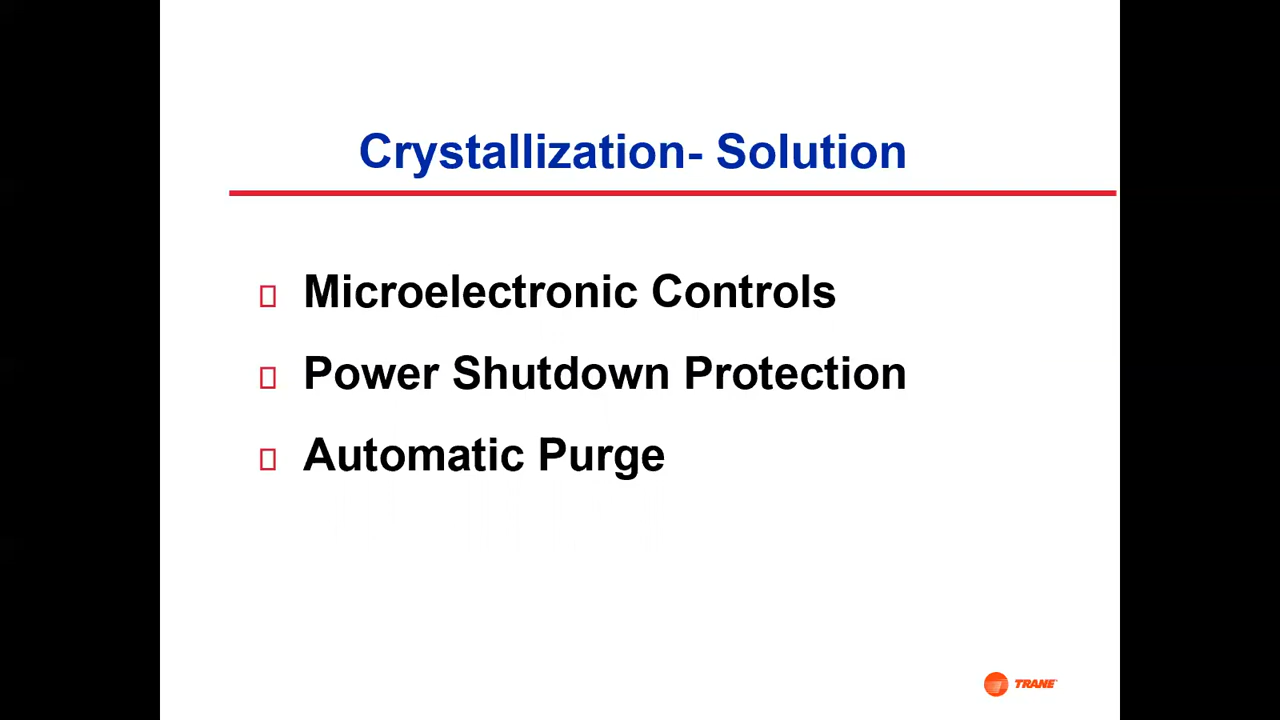 Crystallization- Solution
Microelectronic Controls
Power Shutdown Protection
Automatic Purge
TRANE